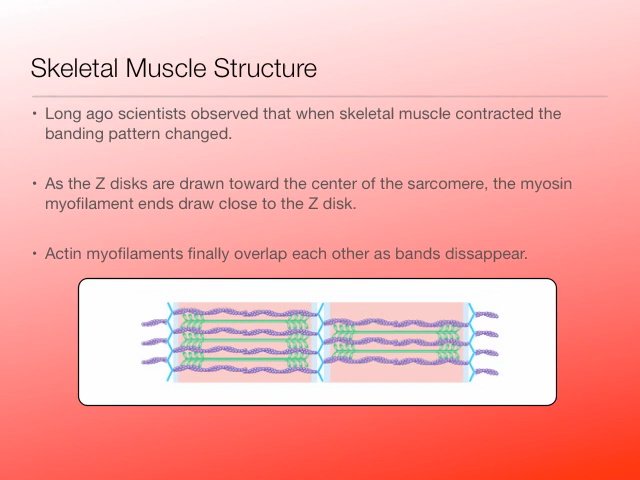 Skeletal Muscle Structure
• Long ago scientists observed that when skeletal muscle contracted the
banding pattern changed.
• As the Z disks are drawn toward the center of the sarcomere, the myosin
myofilament ends draw close to the Z disk.
• Actin myofilaments finally overlap each other as bands dissappear.